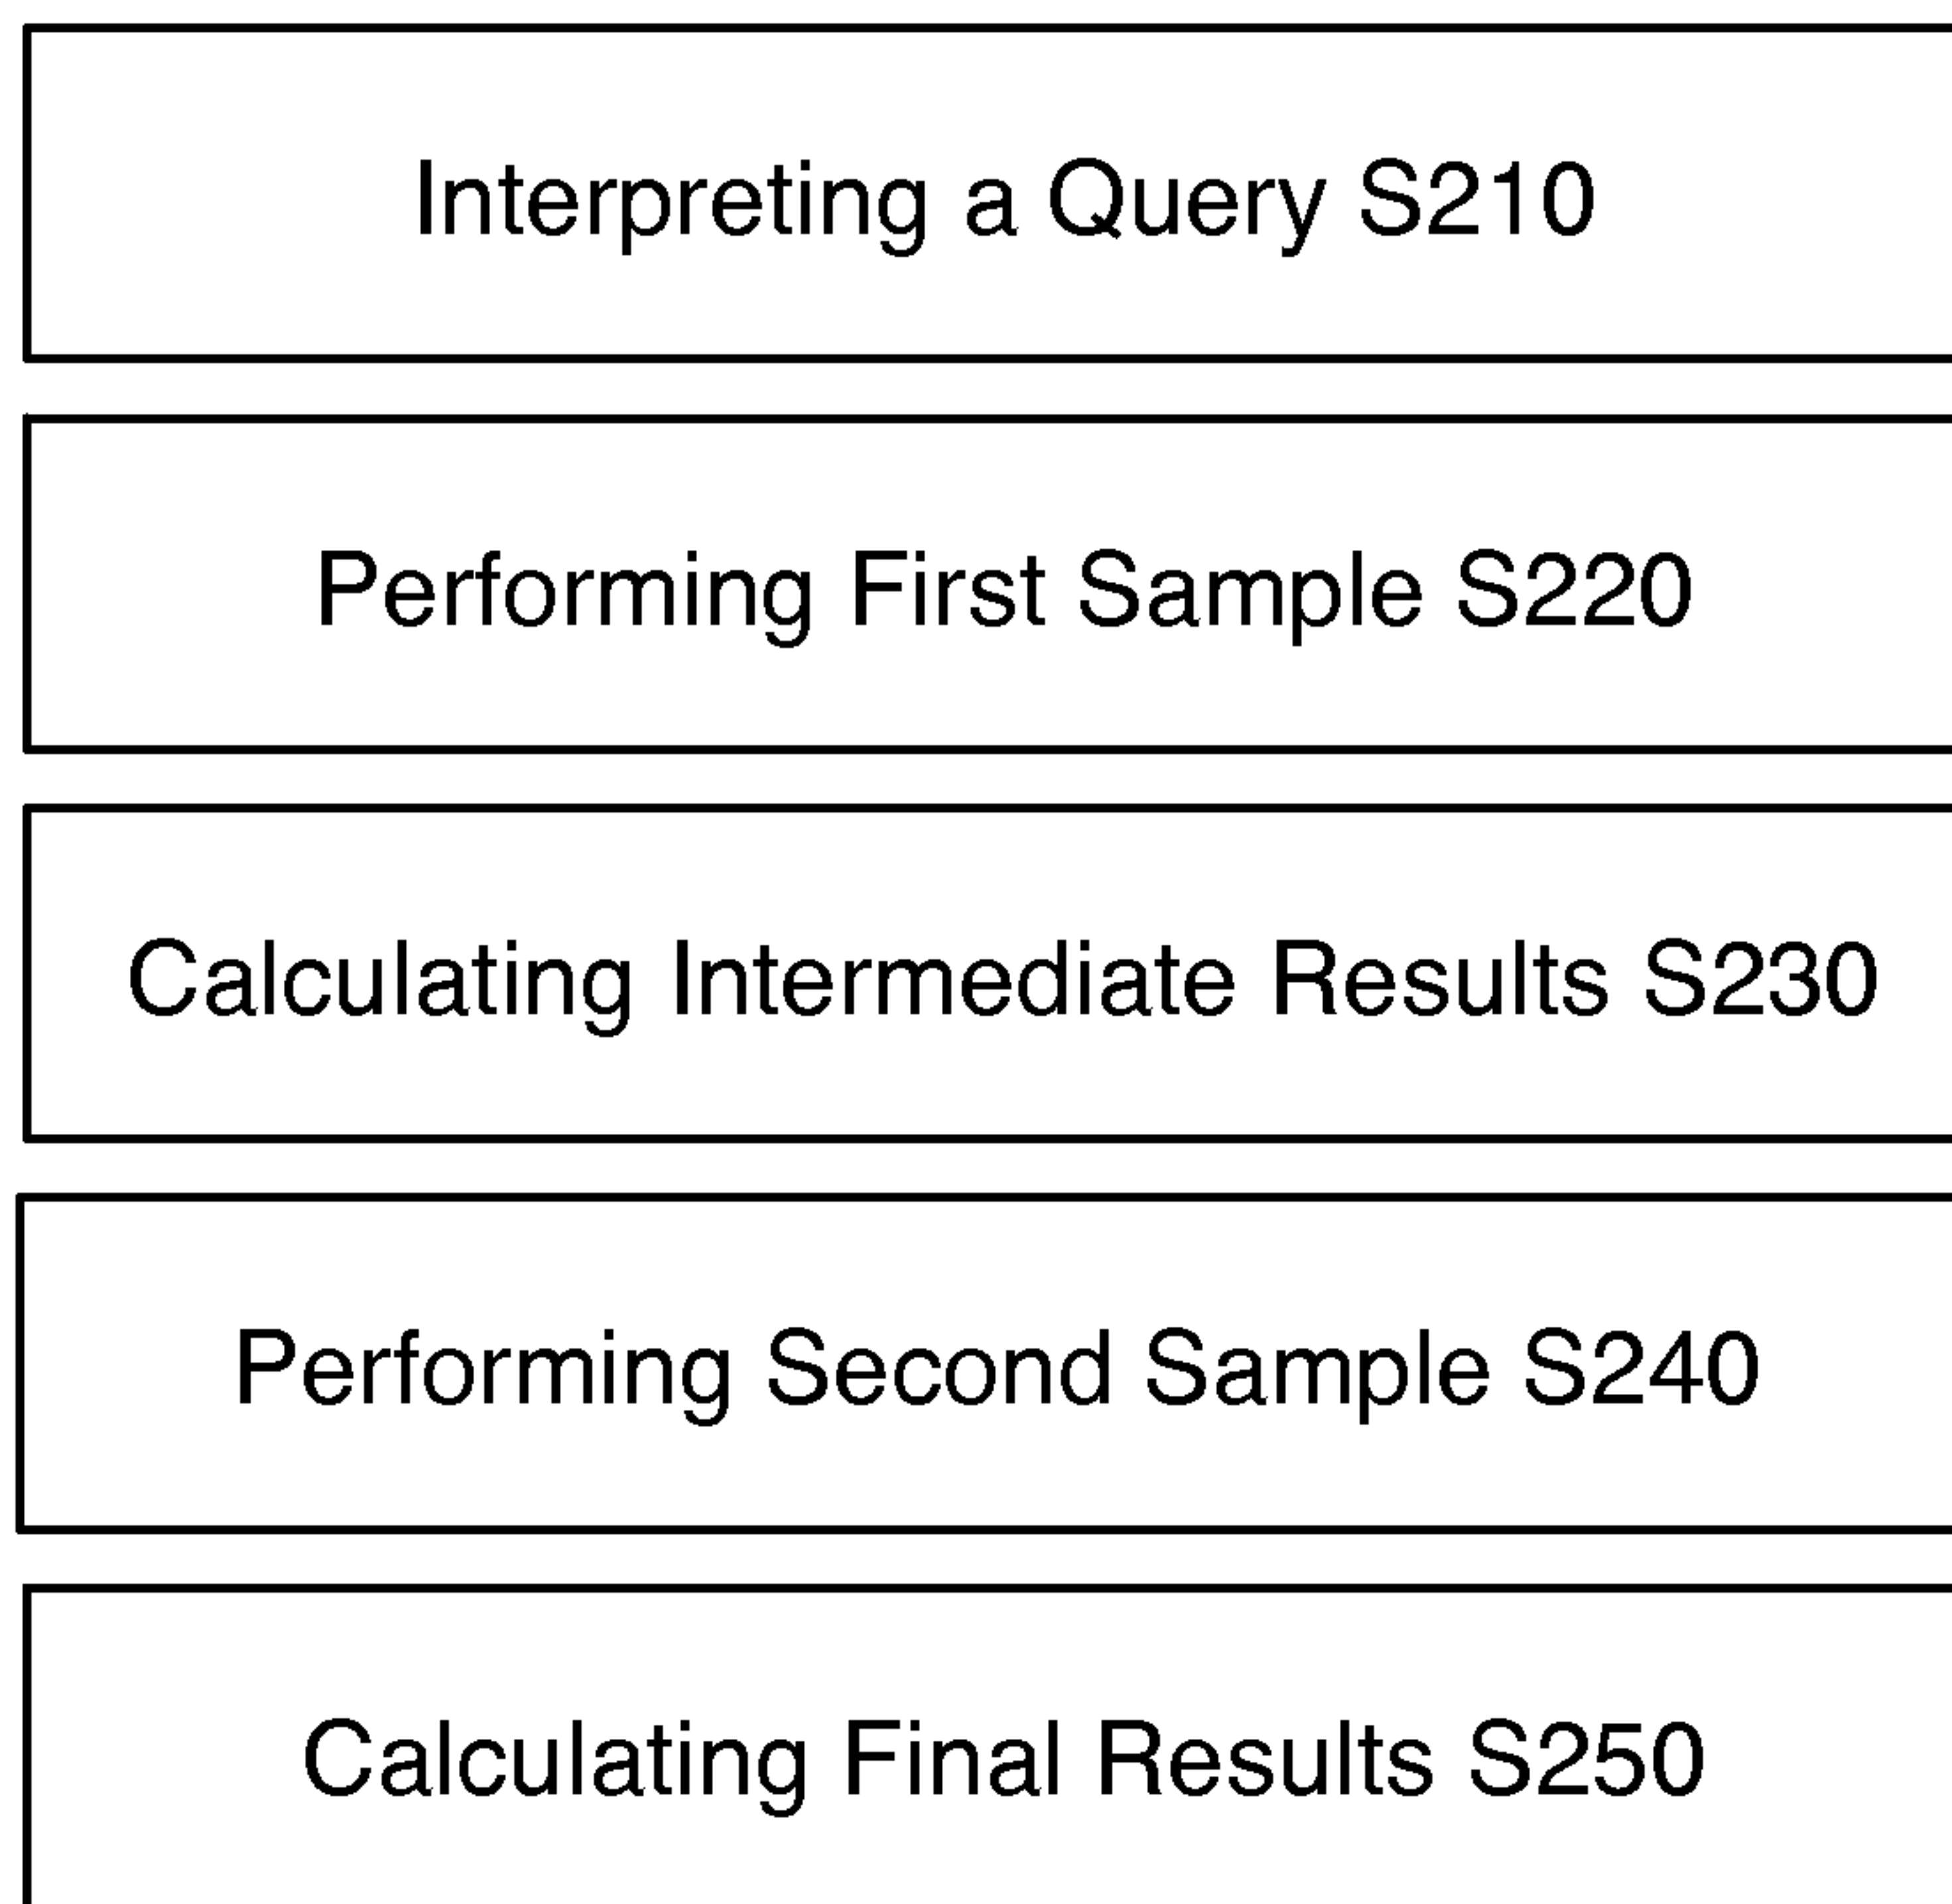 Interpreting a Query S210
Performing First Sample S220
Calculating Intermediate Results S230
Performing Second Sample S240
Calculating Final Results S250